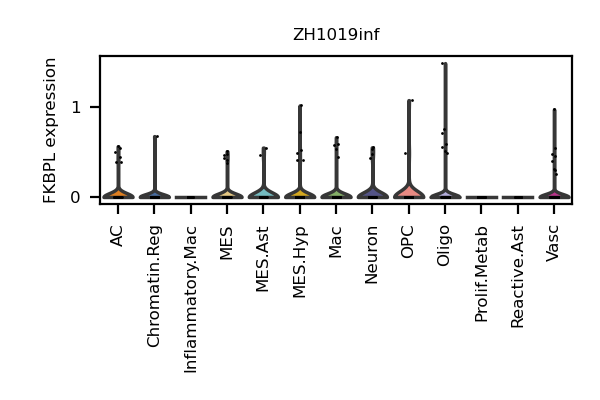 ZH1019inf
FKBPL expression
1
0
AC
Chromatin.Reg
Inflammatory.Mac
MES
MES.Ast
MES.Hyp
Mac
Neuron
OPC
Oligo
Prolif.Metab
Reactive.Ast
Vasc